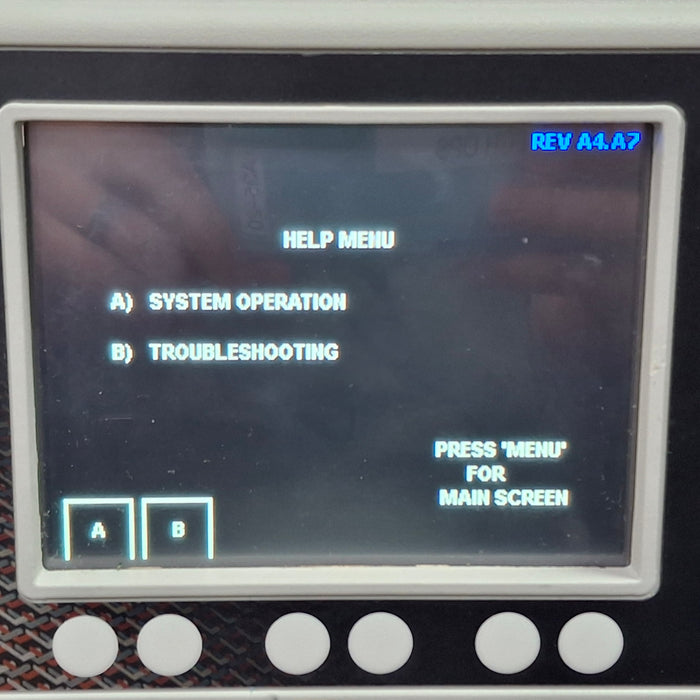 REV A4.A7
HELP MENU
A) SYSTEM OPERATION
B) TROUBLESHOOTING
PRESS 'MENU'
FOR
MAIN SCREEN
A B